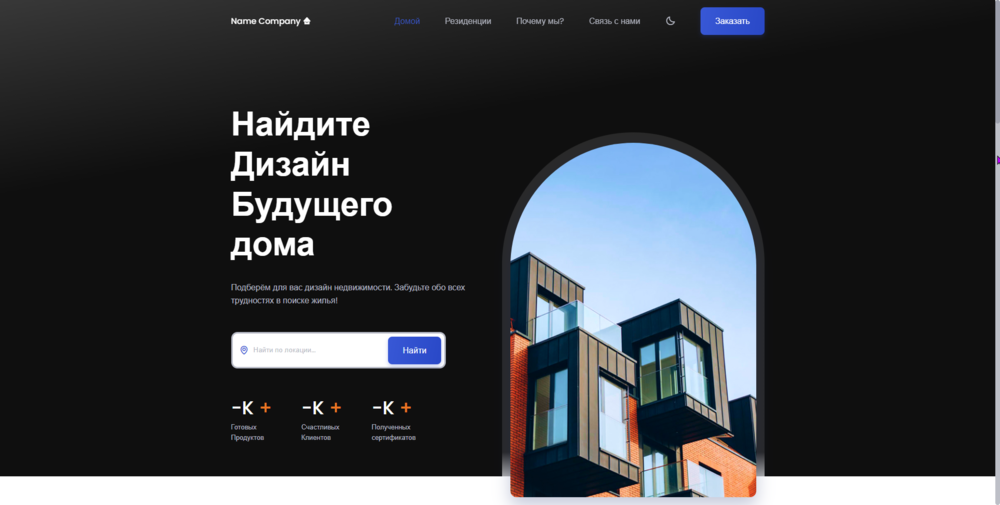 Name Company
Домой
Резиденции
Почему мы?
Связь с нами
Заказать
Найдите
Дизайн
Будущего
дома
Подберём для вас дизайн недвижимости. Забудьте обо всех
трудностях в поиске жилья!
Найти по локации...
Найти
-K +
-K +
-K +
Готовых
Продуктов
Счастливых
Клиентов
Полученных
сертификатов